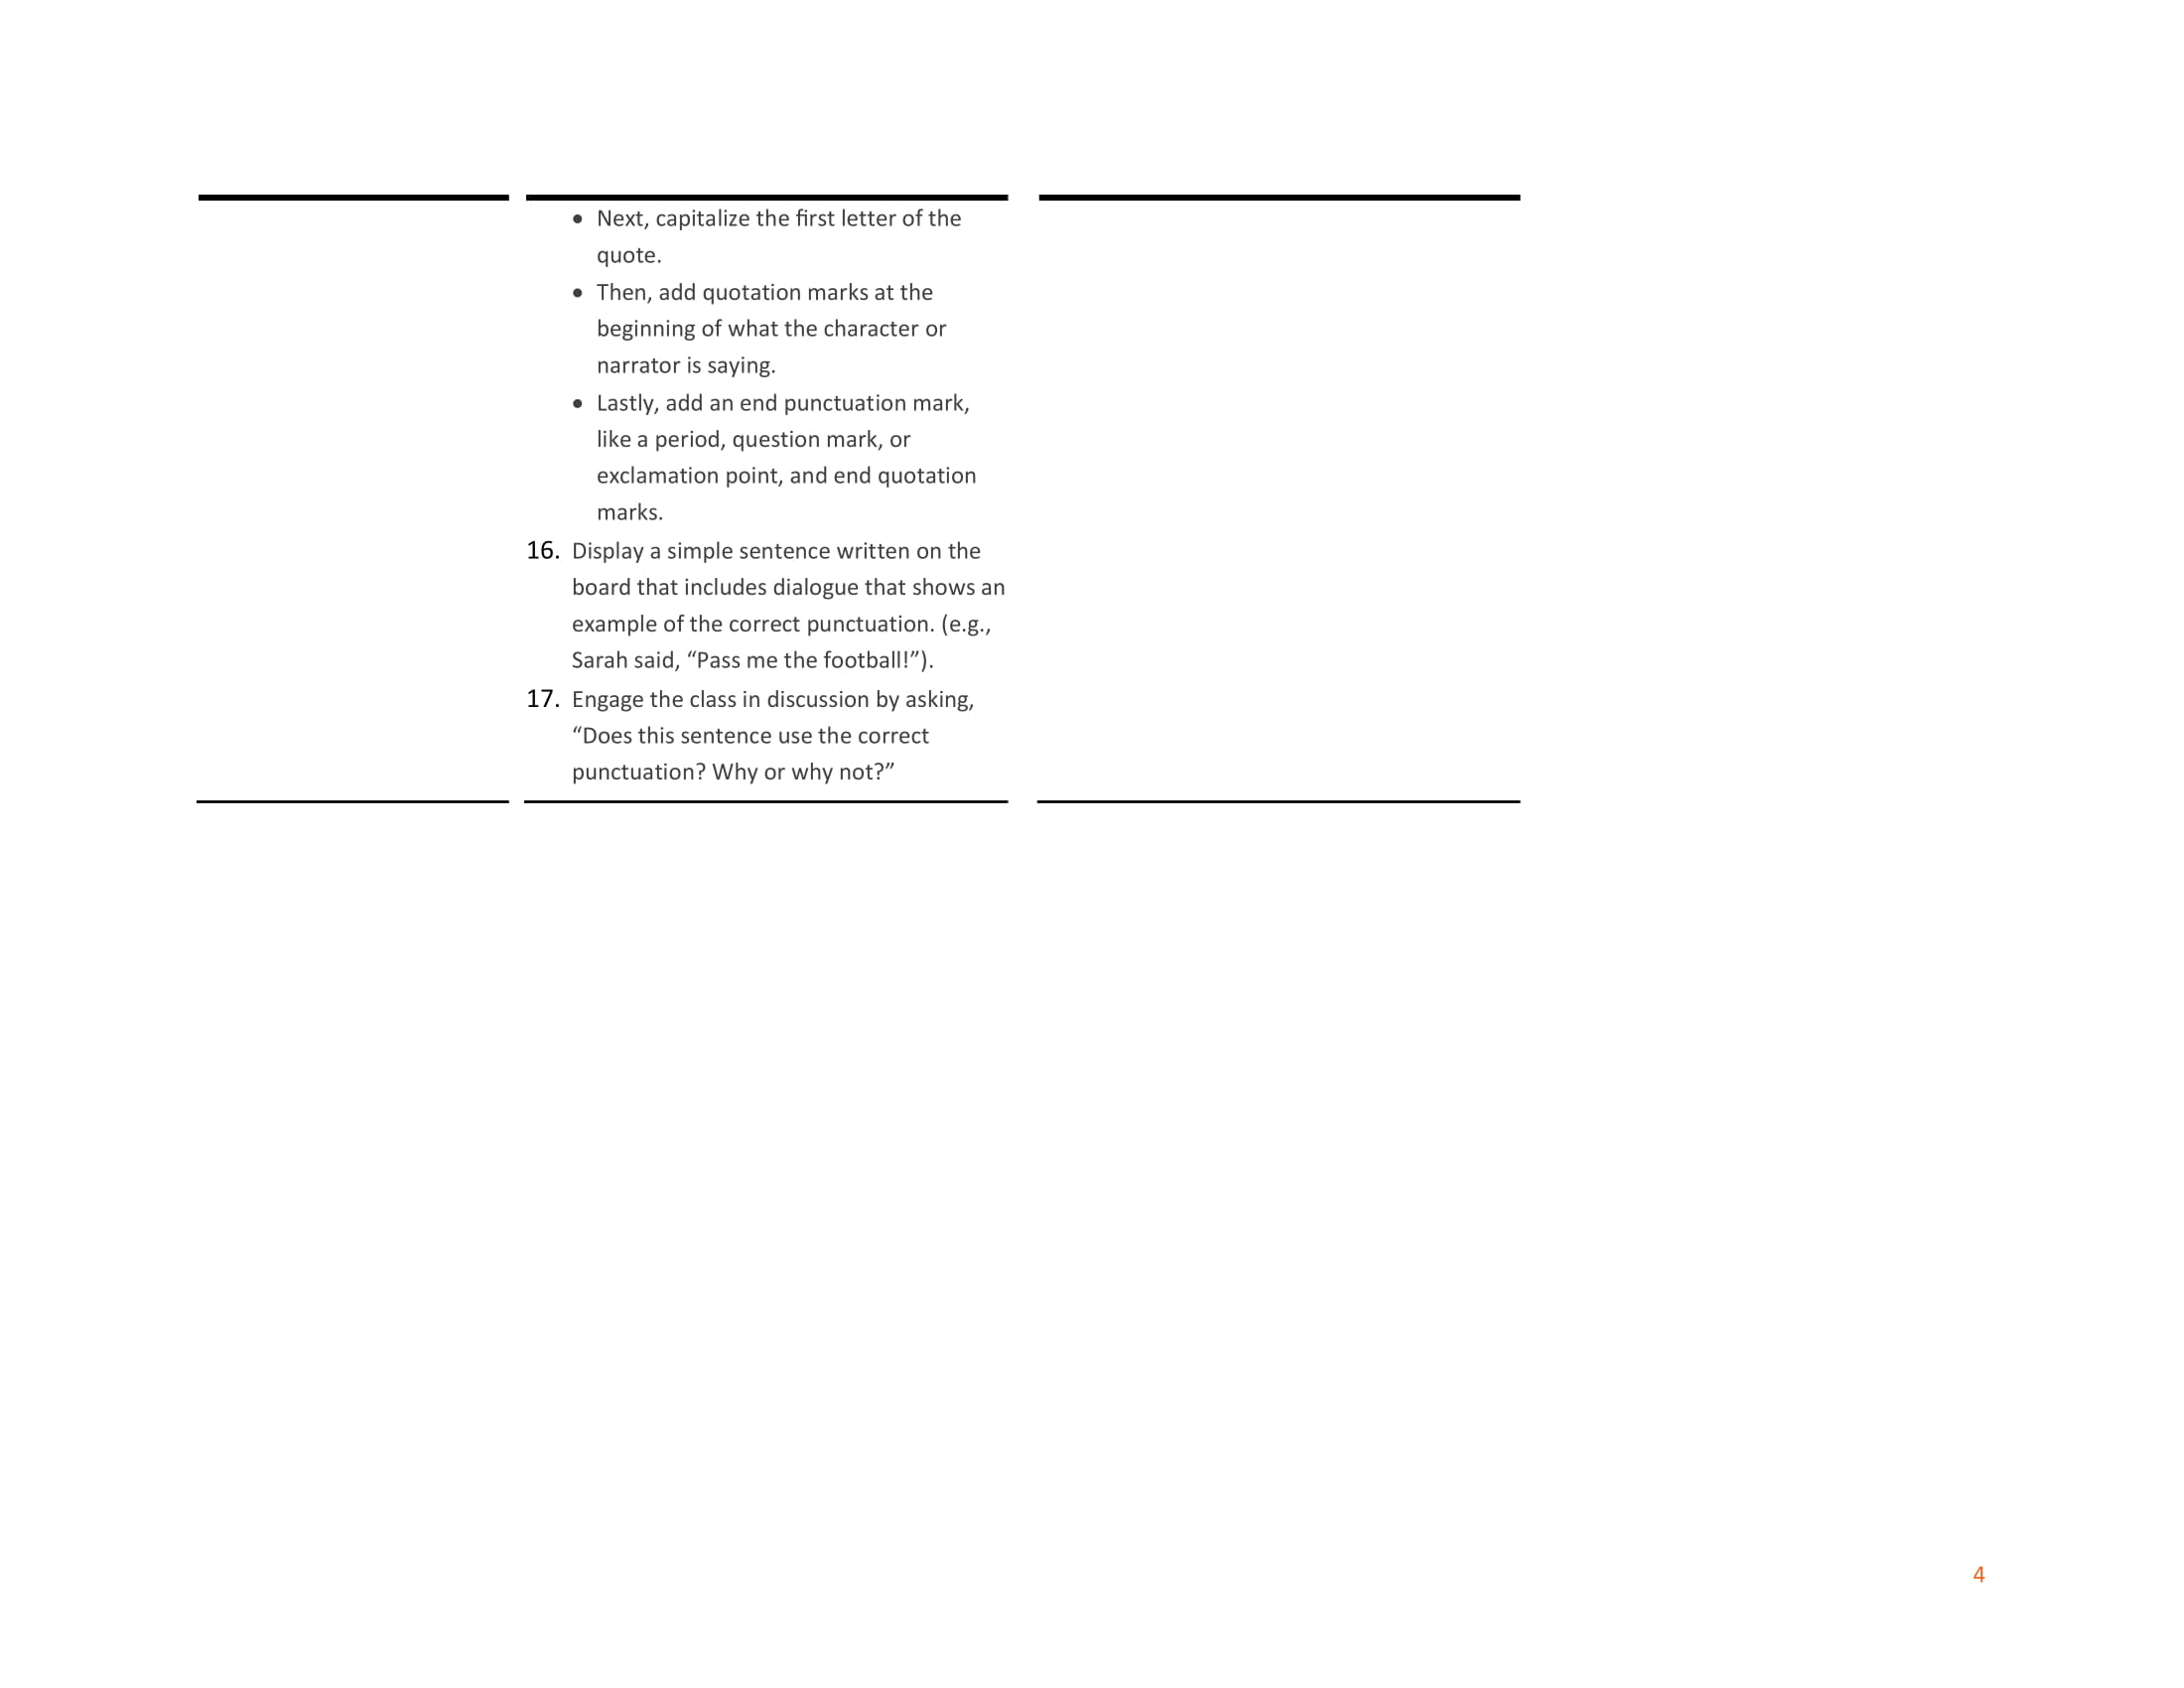 • Next, capitalize the first letter of the
quote.
• Then, add quotation marks at the
beginning of what the character or
narrator is saying.
• Lastly, add an end punctuation mark,
like a period, question mark, or
exclamation point, and end quotation
marks.
16. Display a simple sentence written on the
board that includes dialogue that shows an
example of the correct punctuation. (e.g.,
Sarah said, “Pass me the football!”).
17. Engage the class in discussion by asking,
“Does this sentence use the correct
punctuation? Why or why not?”
4